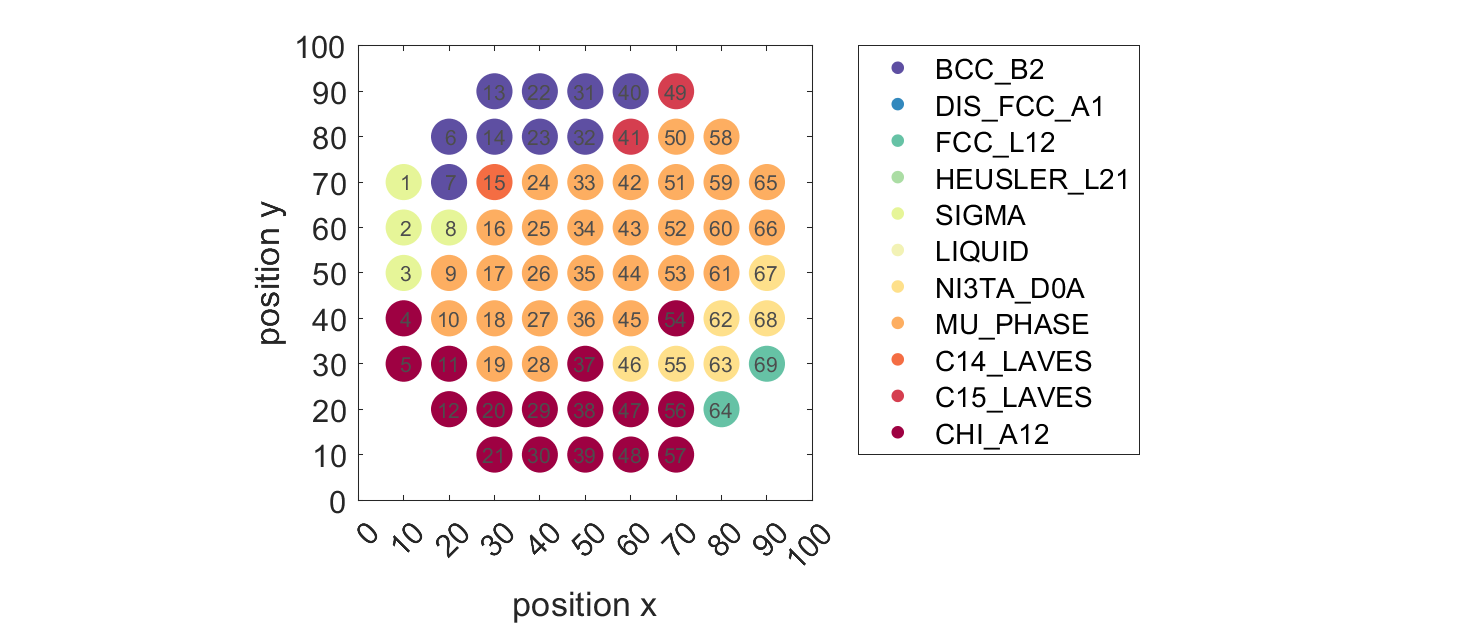 100
90
80
70
60
50
40
30
20
10
0
position y
13 22 31 40 49
6 14 23 32 41 50 58
1 7 15 24 33 42 51 59 65
2 8 16 25 34 43 52 60 66
3 9 17 26 35 44 53 61 67
4 10 18 27 36 45 54 62 68
5 11 19 28 37 46 55 63 69
12 20 29 38 47 56 64
21 30 39 48 57
0 10 20 30 40 50 60 70 80 90 100
position x
BCC_B2
DIS_FCC_A1
FCC_L12
HEUSLER_L21
SIGMA
LIQUID
NI3TA_D0A
MU_PHASE
C14_LAVES
C15_LAVES
CHI_A12